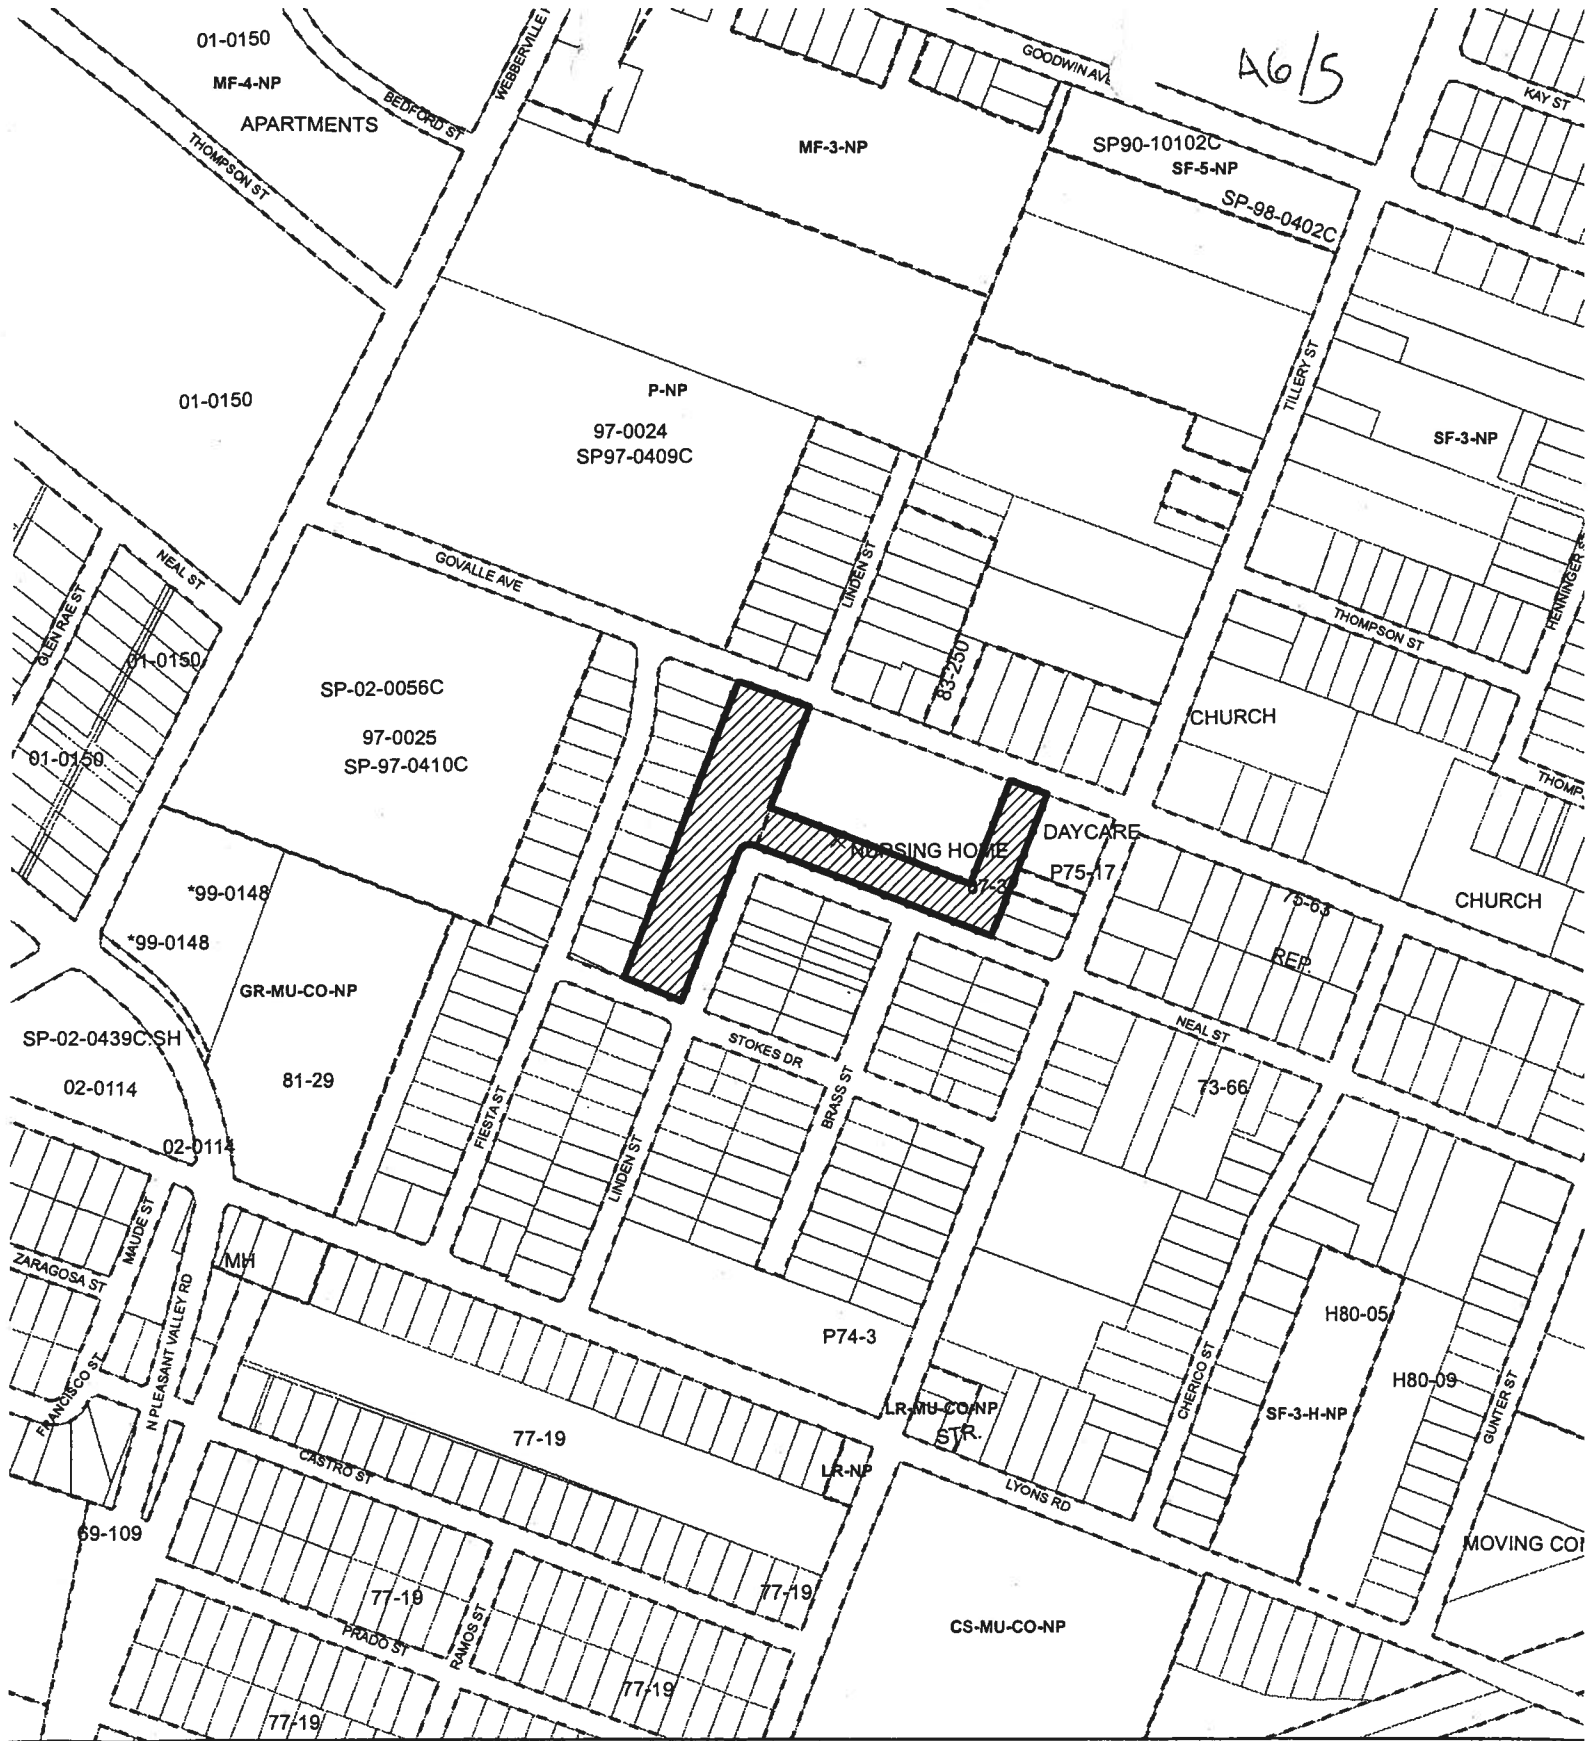 01-0150
MF-4-NP
APARTMENTS
BEDFORD ST
THOMPSON ST
GOODWIN AVE
A6/5
KAY ST
MF-3-NP
SP90-10102C
SF-5-NP
SP-98-0402C
TILLERY ST
SF-3-NP
01-0150
P-NP
97-0024
SP97-0409C
NEAL ST
GLEN RAE ST
01-0150
01-0150
GOVALLE AVE
LINDEN ST
83-250
THOMPSON ST
CHURCH
SP-02-0056C
97-0025
SP-97-0410C
DAYCARE
NURSING HOME
P75-17
75-63
REP.
CHURCH
*99-0148
*99-0148
GR-MU-CO-NP
SP-02-0439C.SH
02-0114
81-29
02-0114
STOKES DR
NEAL ST
73-66
FIESTA ST
LINDEN ST
BRASS ST
MAUDE ST
ZARAGOSA ST
MH
N PLEASANT VALLEY RD
FRANCISCO ST
P74-3
H80-05
H80-09
CHERICO ST
SF-3-H-NP
GUNTER ST
LR-MU-CO-NP
STR.
LR-NP
77-19
CASTRO ST
LYONS RD
69-109
MOVING COM
77-19
77-19
PRADO ST
RAMOS ST
CS-MU-CO-NP
77-19
77-19